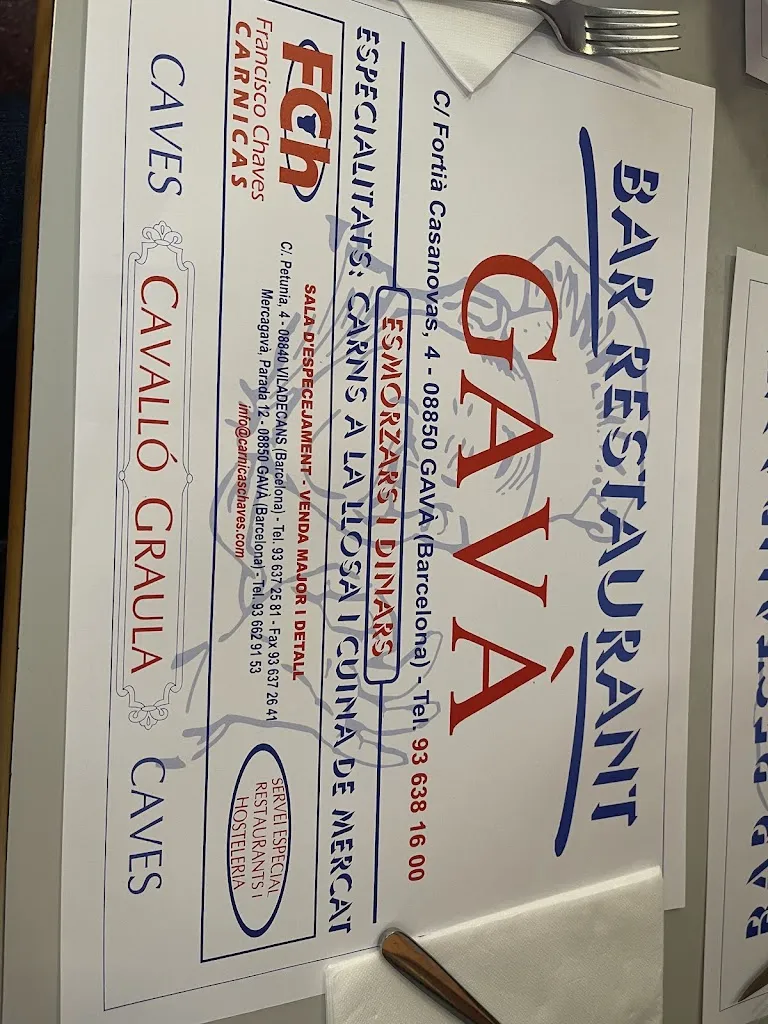 BAR RESTAURANT
GAVÀ
C/ Fortià Casanovas, 4 - 08850 GAVÀ (Barcelona) - Tel. 93 638 16 00
ESMORZARS I DINARS
ESPECIALITATS: CARNS A LA LLOSA I CUINA DE MERCAT
FCh
Francisco Chaves
CARNICAS
SALA D'ESPECEJAMENT - VENDA MAJOR I DETALL
C/. Petunia, 4 - 08840 VILADECANS (Barcelona) - Tel. 93 637 25 81 - Fax 93 637 26 41
Mercagavà, Parada 12 - 08850 GAVÀ (Barcelona) - Tel. 93 662 91 53
info@carnicaschaves.com
SERVEI ESPECIAL
RESTAURANTS I
HOSTELERIA
CAVES CAVALLÓ GRAULA CAVES